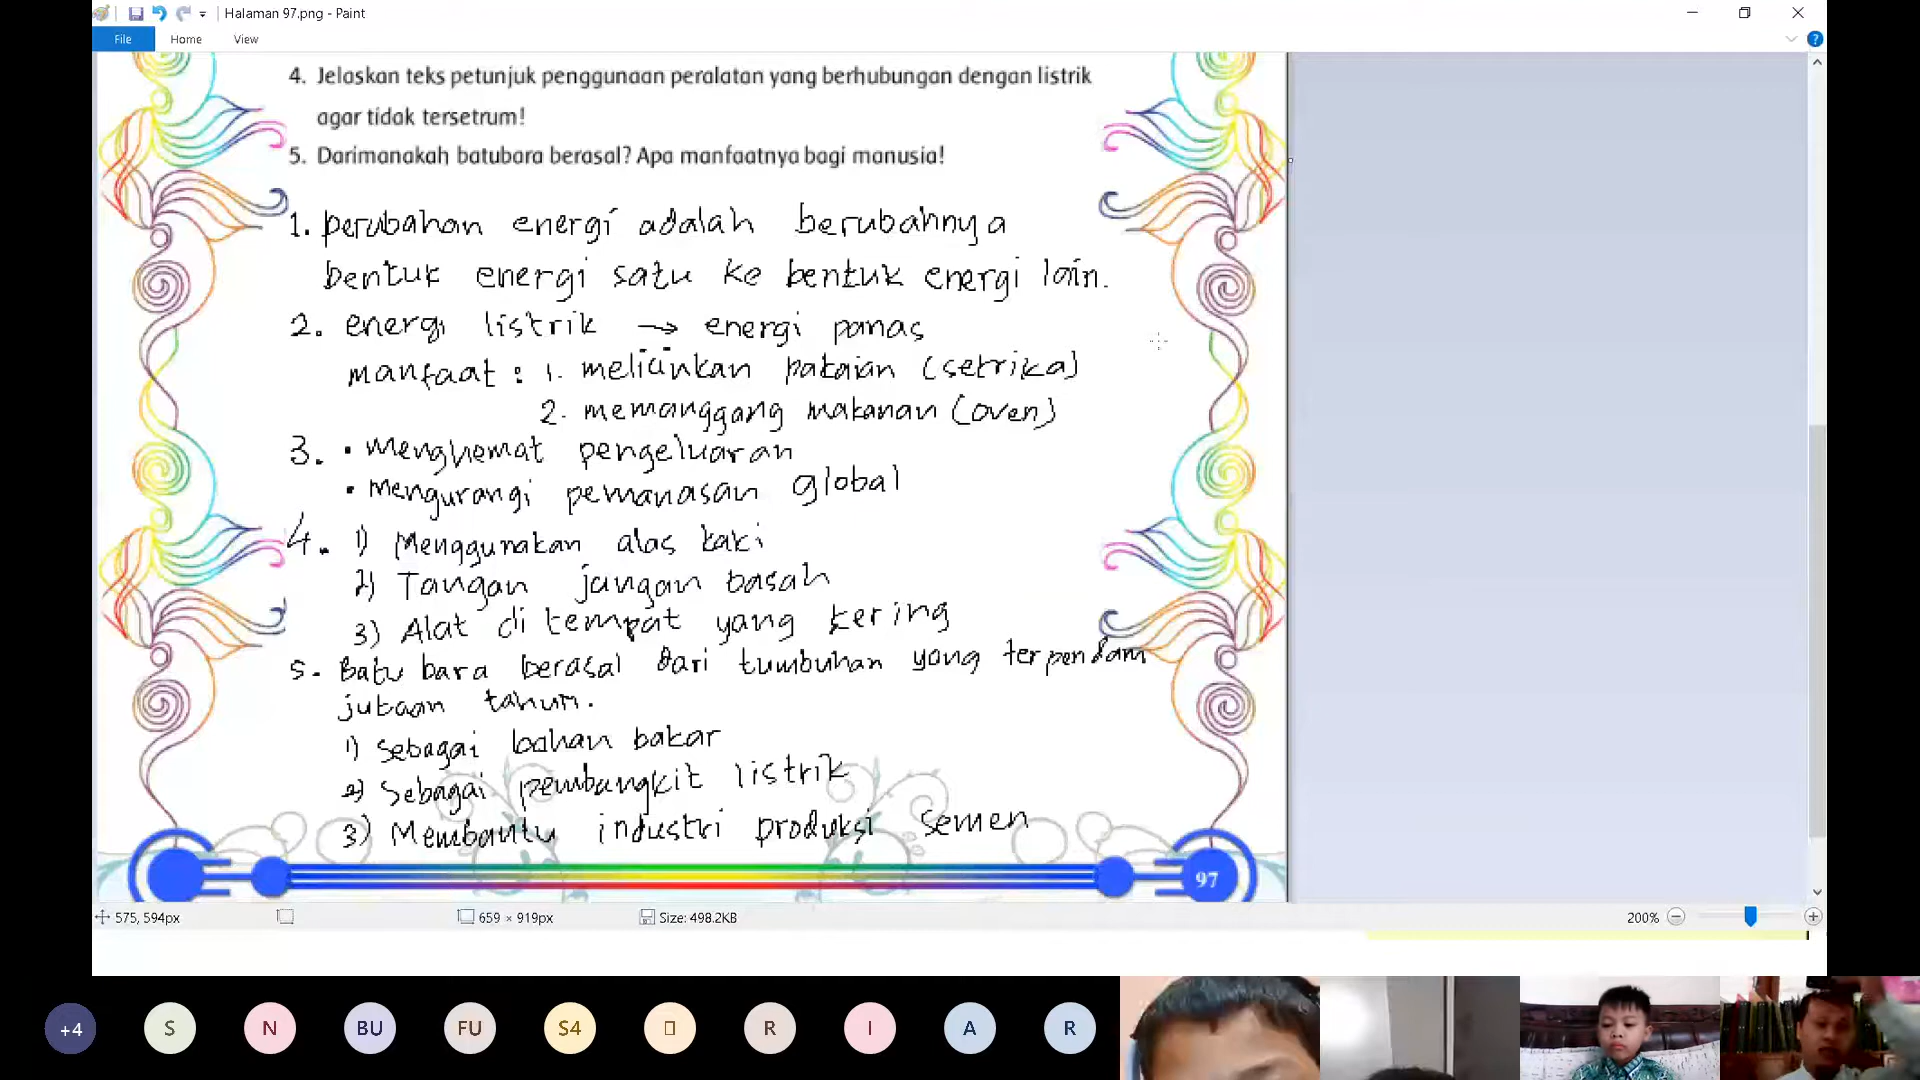 Halaman 97.png - Paint
File Home View
4. Jelaskan teks petunjuk penggunaan peralatan yang berhubungan dengan listrik
agar tidak tersetrum!
5. Darimanakah batubara berasal? Apa manfaatnya bagi manusia!
1. perubahan energi adalah berubahnya
bentuk energi satu ke bentuk energi lain.
2. energi listrik → energi panas
manfaat : 1. melicinkan pakaian (setrika)
2. memanggang makanan (oven)
3. • menghemat pengeluaran
• mengurangi pemanasan global
4. 1) Menggunakan alas kaki
2) Tangan jangan basah
3) Alat di tempat yang kering
5. Batu bara berasal dari tumbuhan yang terpendam
jutaan tahun.
1) sebagai bahan bakar
2) sebagai pembangkit listrik
3) Membantu industri produksi semen
97
575, 594px 659 × 919px Size: 498.2KB 200%
+4 S N BU FU S4 R I A R